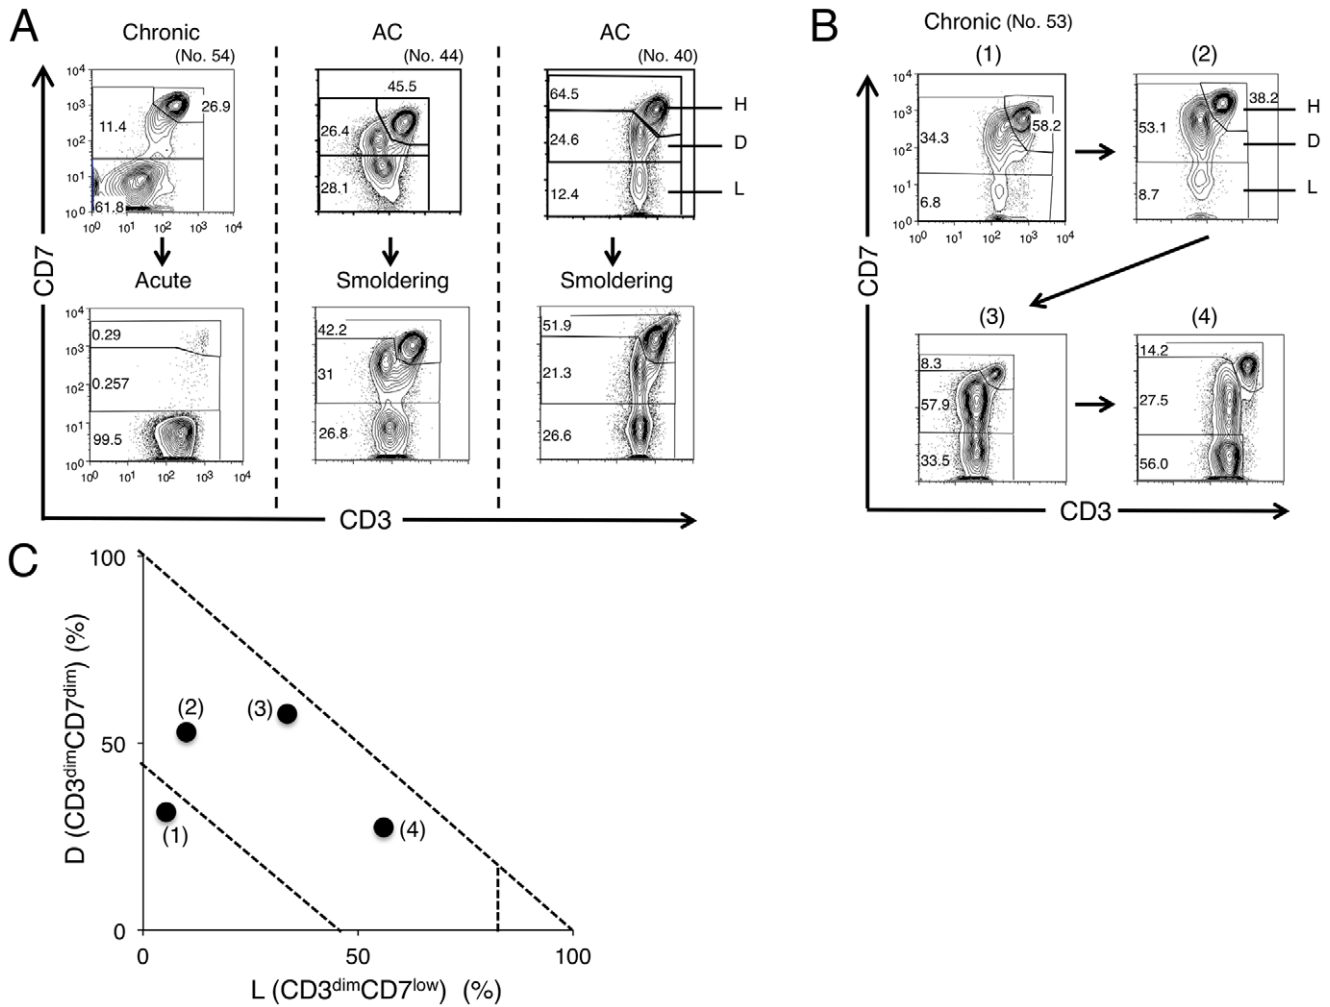 A
Chronic
(No. 54)
AC
(No. 44)
AC
(No. 40)
10⁴
10³
10²
10¹
10⁰
26.9
11.4
61.8
10⁰ 10¹ 10² 10³ 10⁴
45.5
26.4
28.1
64.5
24.6
12.4
H
D
L
CD7
Acute
Smoldering
Smoldering
10⁴
10³
10²
10¹
10⁰
0.29
0.257
99.5
10⁰ 10¹ 10² 10³ 10⁴
42.2
31
26.8
51.9
21.3
26.6
CD3
B
Chronic (No. 53)
(1)
(2)
10⁴
10³
10²
10¹
10⁰
34.3
58.2
6.8
10⁰ 10¹ 10² 10³ 10⁴
38.2
53.1
8.7
H
D
L
CD7
(3)
(4)
8.3
57.9
33.5
14.2
27.5
56.0
CD3
C
100
50
0
D (CD3ᵈⁱᵐCD7ᵈⁱᵐ) (%)
(2)
(3)
(1)
(4)
0 50 100
L (CD3ᵈⁱᵐCD7ˡᵒʷ) (%)